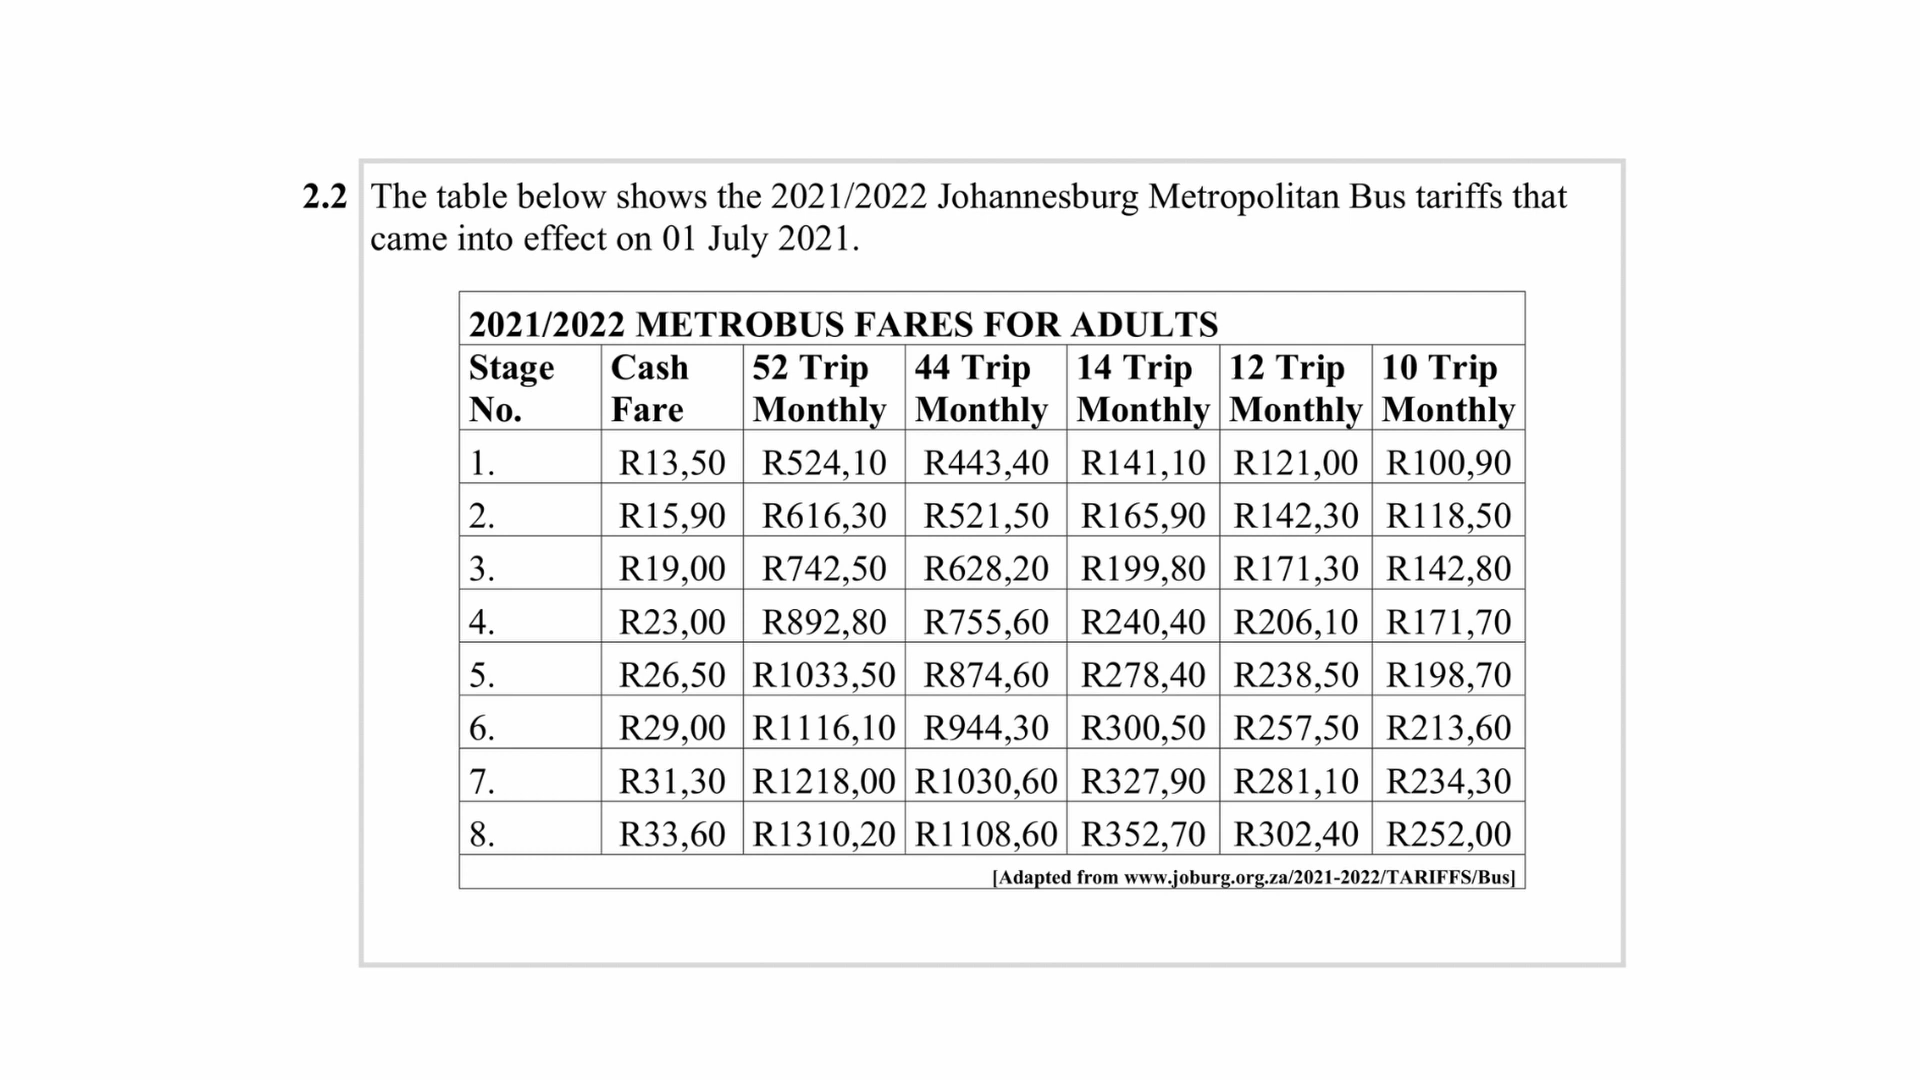 2.2 The table below shows the 2021/2022 Johannesburg Metropolitan Bus tariffs that
came into effect on 01 July 2021.
2021/2022 METROBUS FARES FOR ADULTS
Stage No. Cash Fare 52 Trip Monthly 44 Trip Monthly 14 Trip Monthly 12 Trip Monthly 10 Trip Monthly
1. R13,50 R524,10 R443,40 R141,10 R121,00 R100,90
2. R15,90 R616,30 R521,50 R165,90 R142,30 R118,50
3. R19,00 R742,50 R628,20 R199,80 R171,30 R142,80
4. R23,00 R892,80 R755,60 R240,40 R206,10 R171,70
5. R26,50 R1033,50 R874,60 R278,40 R238,50 R198,70
6. R29,00 R1116,10 R944,30 R300,50 R257,50 R213,60
7. R31,30 R1218,00 R1030,60 R327,90 R281,10 R234,30
8. R33,60 R1310,20 R1108,60 R352,70 R302,40 R252,00
[Adapted from www.joburg.org.za/2021-2022/TARIFFS/Bus]